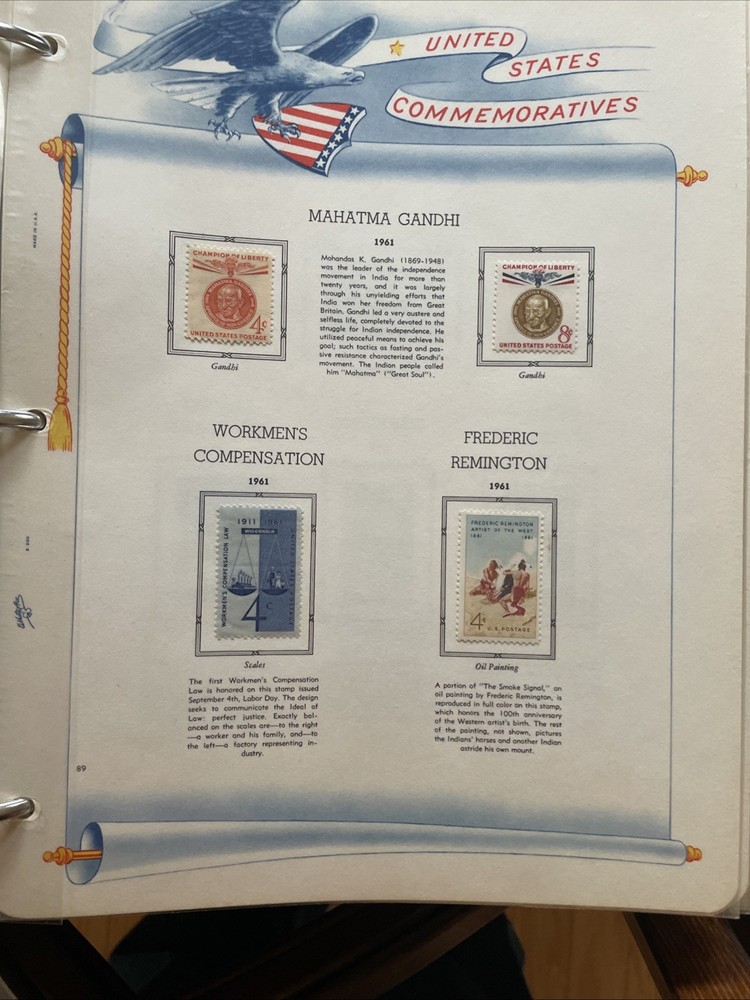 UNITED
STATES
COMMEMORATIVES
MAHATMA GANDHI
1961
CHAMPION OF LIBERTY
4c
UNITED STATES POSTAGE
Gandhi
Mohandas K. Gandhi (1869-1948)
was the leader of the independence
movement in India for more than
twenty years, and it was largely
through his unyielding efforts that
India won her freedom from Great
Britain. Gandhi led a very austere and
selfless life, completely devoted to the
struggle for Indian independence. He
utilized peaceful means to achieve his
goal; such tactics as fasting and pas-
sive resistance characterized Gandhi's
movement. The Indian people called
him "Mahatma" ("Great Soul").
CHAMPION OF LIBERTY
8c
UNITED STATES POSTAGE
Gandhi
WORKMEN'S
COMPENSATION
1961
1911 1961
WISCONSIN
WORKMEN'S COMPENSATION LAW
4c
Scales
The first Workmen's Compensation
Law is honored on this stamp issued
September 4th, Labor Day. The design
seeks to communicate the Ideal of
Law: perfect justice. Exactly bal-
anced on the scales are—to the right
—a worker and his family, and—to
the left—a factory representing in-
dustry.
FREDERIC
REMINGTON
1961
FREDERIC REMINGTON
ARTIST OF THE WEST
1861 1961
4c U.S. POSTAGE
Oil Painting
A portion of "The Smoke Signal," an
oil painting by Frederic Remington, is
reproduced in full color on this stamp,
which honors the 100th anniversary
of the Western artist's birth. The rest
of the painting, not shown, pictures
the Indians' horses and another Indian
astride his own mount.
MADE IN U.S.A.
89